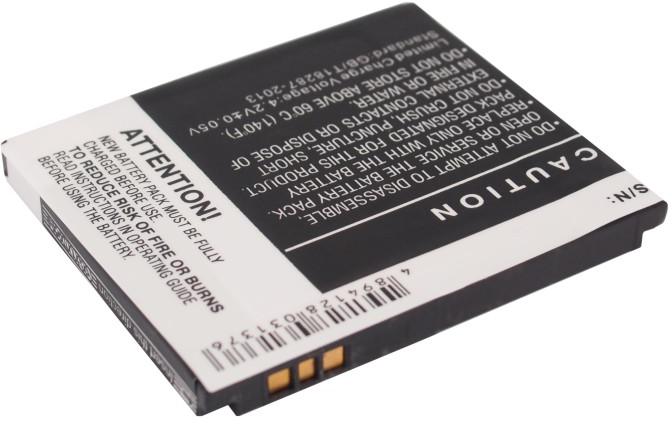 ATTENTION!
NEW BATTERY PACK MUST BE FULLY
CHARGED BEFORE USE
TO REDUCE RISK OF FIRE OR BURNS
READ INSTRUCTIONS IN OPERATING GUIDE
BEFORE USING THE BATTERY.
CAUTION
•DO NOT ATTEMPT TO DISASSEMBLE,
OPEN OR SERVICE THE BATTERY PACK.
•REPLACE ONLY WITH THE BATTERY
PACK DESIGNATED FOR THIS PRODUCT.
•DO NOT CRUSH, PUNCTURE, SHORT
EXTERNAL CONTACTS OR DISPOSE OF
IN FIRE OR WATER.
•DO NOT STORE ABOVE 60°C (140°F).
Limited Charge Voltage:4.2V±0.05V
Standard:GB/T18287-2013
S/N:
4894128031376
S/N: